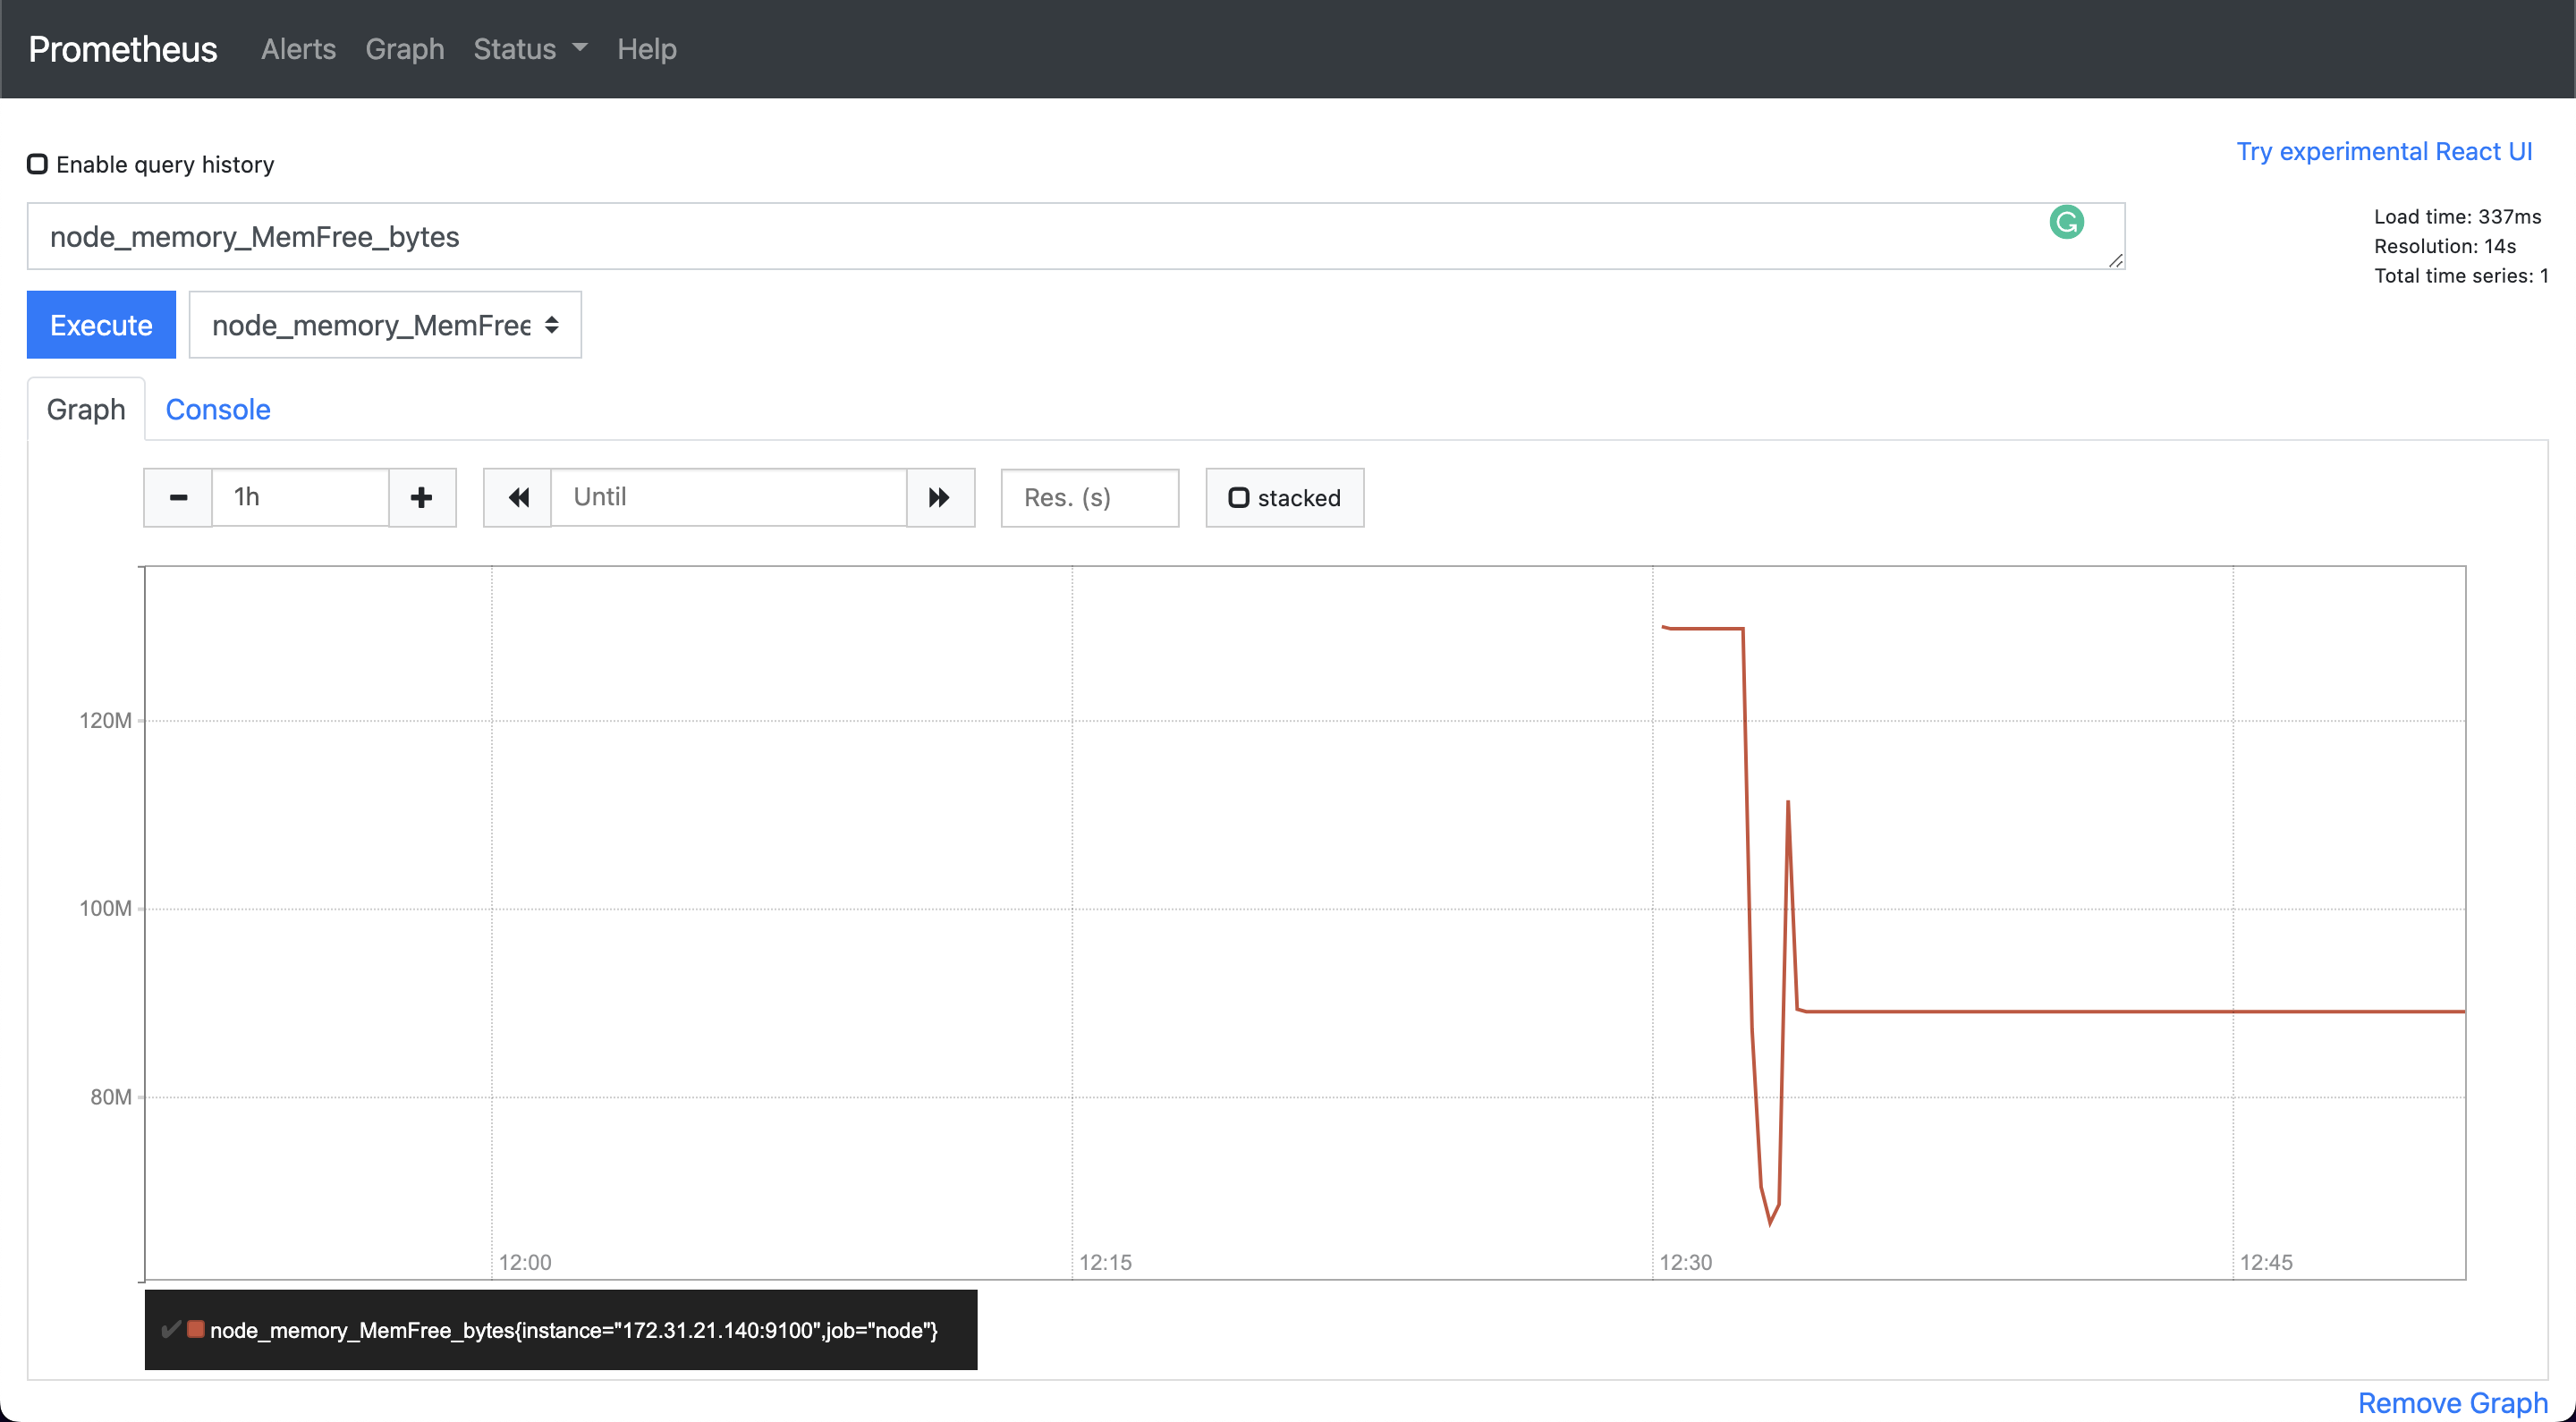 Prometheus Alerts Graph Status Help
Enable query history
Try experimental React UI
node_memory_MemFree_bytes
Load time: 337ms
Resolution: 14s
Total time series: 1
Execute node_memory_MemFree
Graph Console
1h Until Res. (s) stacked
120M
100M
80M
12:00 12:15 12:30 12:45
node_memory_MemFree_bytes{instance="172.31.21.140:9100",job="node"}
Remove Graph